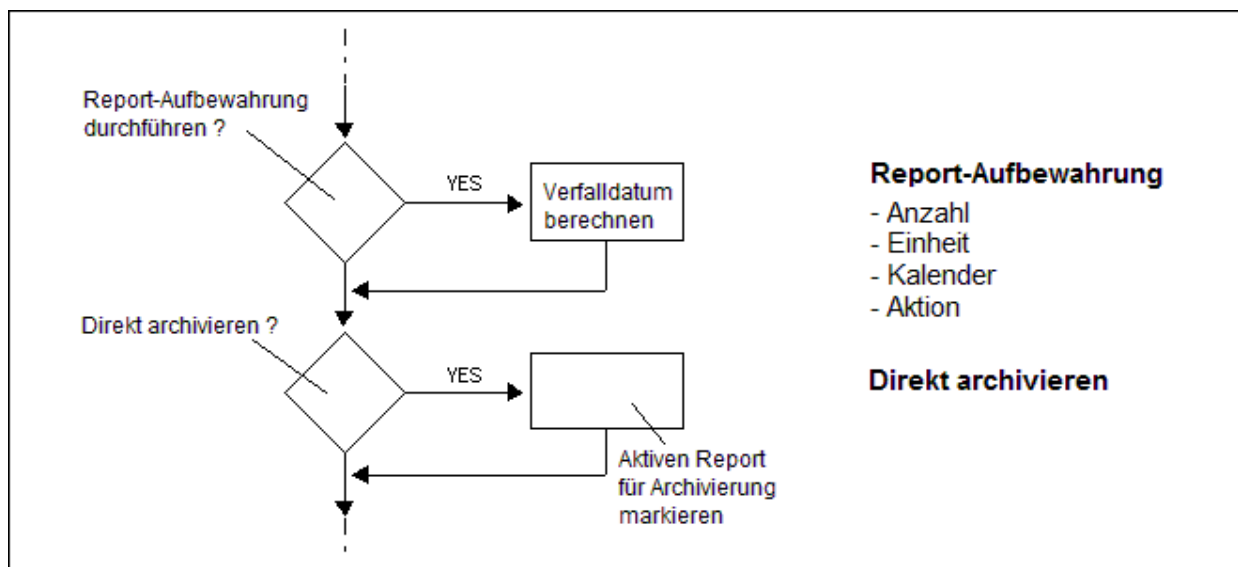 Report-Aufbewahrung
durchführen ?
YES
Verfalldatum
berechnen
Direkt archivieren ?
YES
Aktiven Report
für Archivierung
markieren
Report-Aufbewahrung
- Anzahl
- Einheit
- Kalender
- Aktion
Direkt archivieren